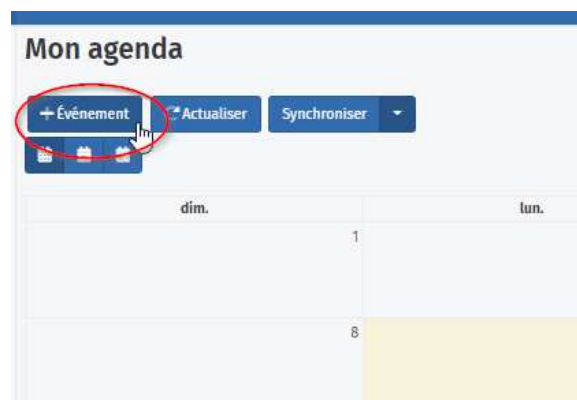 Mon agenda
+Événement Actualiser Synchroniser
dim. lun.
1
8